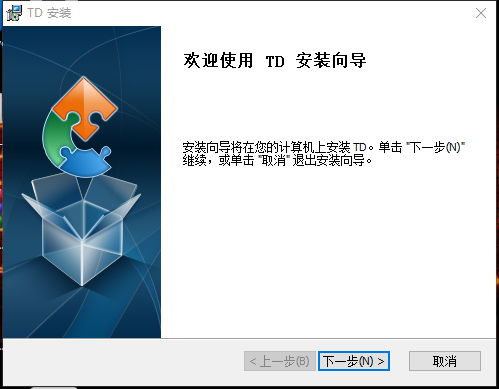 TD 安装
欢迎使用 TD 安装向导
安装向导将在您的计算机上安装 TD。单击 "下一步(N)"
继续，或单击 "取消" 退出安装向导。
< 上一步(B)
下一步(N) >
取消